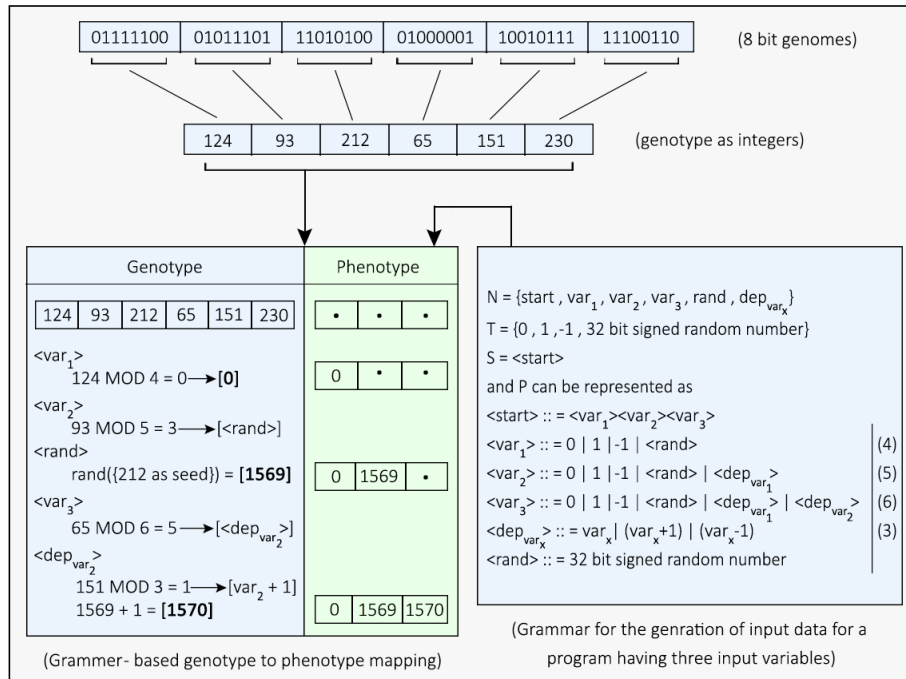 01111100 01011101 11010100 01000001 10010111 11100110 (8 bit genomes)
124 93 212 65 151 230 (genotype as integers)
Genotype
124 93 212 65 151 230
<var1>
124 MOD 4 = 0→[0]
<var2>
93 MOD 5 = 3→[<rand>]
<rand>
rand({212 as seed}) = [1569]
<var3>
65 MOD 6 = 5→[<dep_var2>]
<dep_var2>
151 MOD 3 = 1→[var2 + 1]
1569 + 1 = [1570]
Phenotype
• • •
0 • •
0 1569 •
0 1569 1570
(Grammer- based genotype to phenotype mapping)
N = {start , var1 , var2 , var3 , rand , dep_varx}
T = {0 , 1 ,-1 , 32 bit signed random number}
S = <start>
and P can be represented as
<start> :: = <var1><var2><var3>
<var1> :: = 0 | 1 |-1 | <rand> (4)
<var2> :: = 0 | 1 |-1 | <rand> | <dep_var1> (5)
<var3> :: = 0 | 1 |-1 | <rand> | <dep_var1> | <dep_var2> (6)
<dep_varx> :: = varx | (varx+1) | (varx-1) (3)
<rand> :: = 32 bit signed random number
(Grammar for the genration of input data for a
program having three input variables)